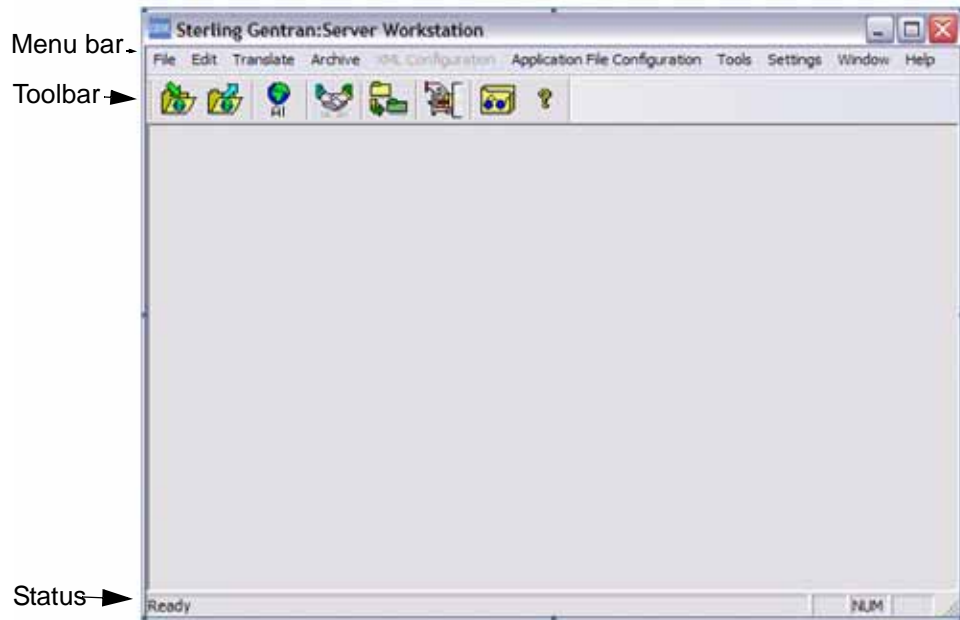 Sterling Gentran:Server Workstation
Menu bar
File Edit Translate Archive XML Configuration Application File Configuration Tools Settings Window Help
Toolbar
AI
Status
Ready NUM